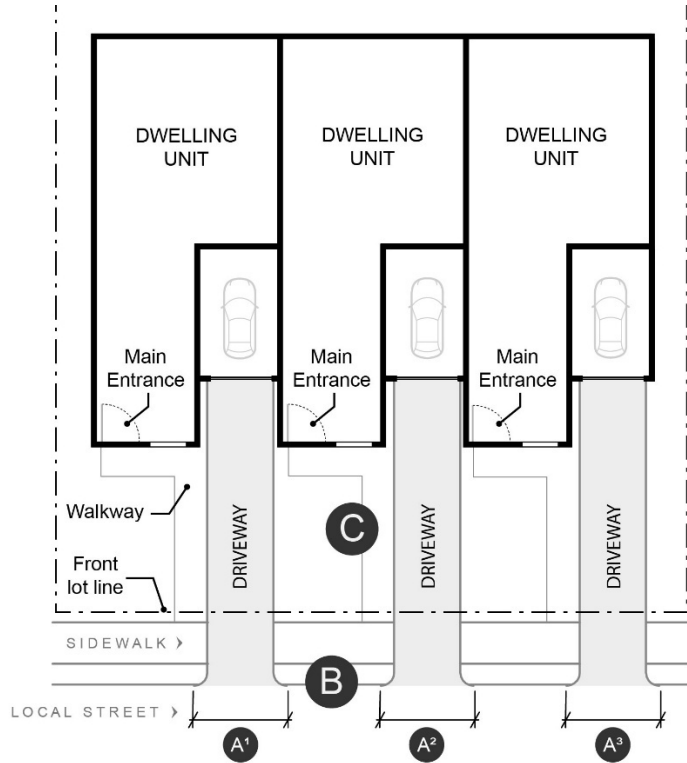 DWELLING
UNIT
DWELLING
UNIT
DWELLING
UNIT
Main
Entrance
Main
Entrance
Main
Entrance
Walkway
DRIVEWAY
C
DRIVEWAY
DRIVEWAY
Front
lot line
SIDEWALK >
B
LOCAL STREET >
A¹
A²
A³